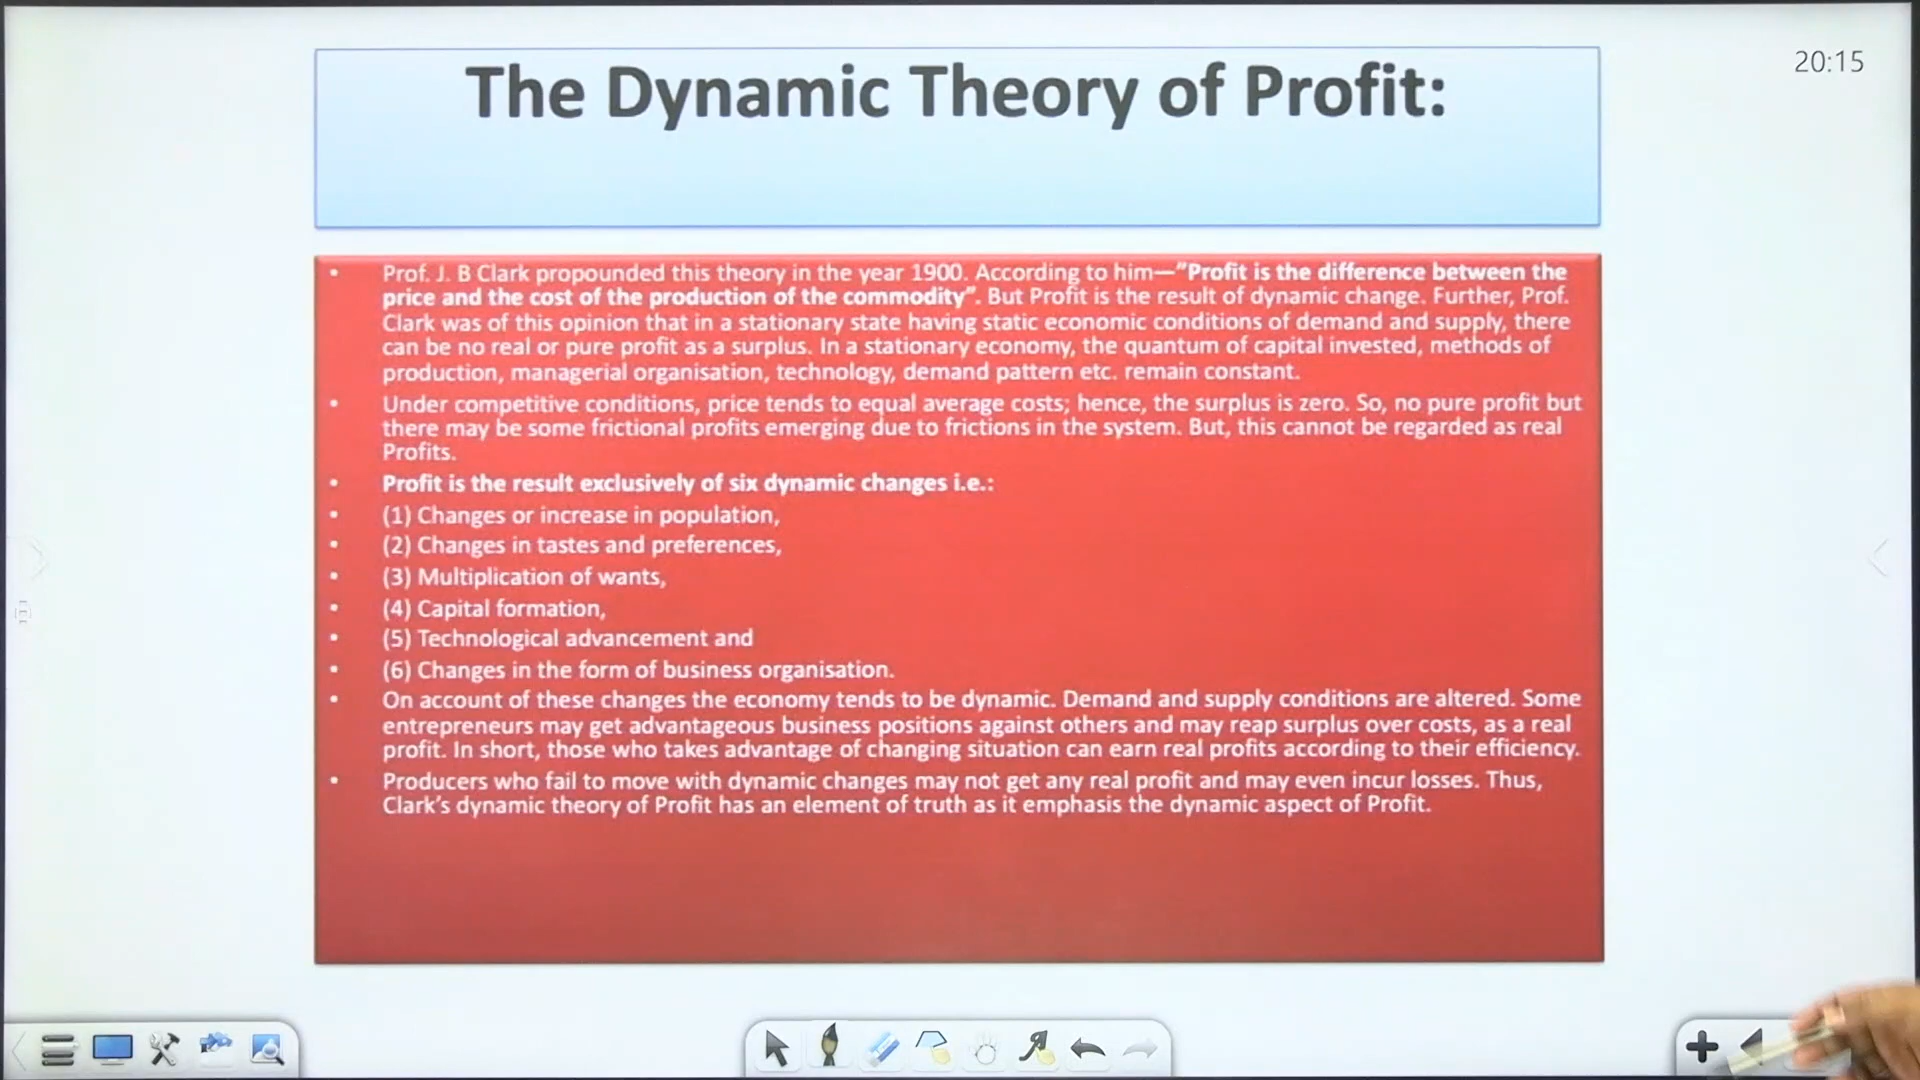 The Dynamic Theory of Profit:
20:15
• Prof. J. B Clark propounded this theory in the year 1900. According to him—"Profit is the difference between the
price and the cost of the production of the commodity". But Profit is the result of dynamic change. Further, Prof.
Clark was of this opinion that in a stationary state having static economic conditions of demand and supply, there
can be no real or pure profit as a surplus. In a stationary economy, the quantum of capital invested, methods of
production, managerial organisation, technology, demand pattern etc. remain constant.
• Under competitive conditions, price tends to equal average costs; hence, the surplus is zero. So, no pure profit but
there may be some frictional profits emerging due to frictions in the system. But, this cannot be regarded as real
Profits.
• Profit is the result exclusively of six dynamic changes i.e.:
• (1) Changes or increase in population,
• (2) Changes in tastes and preferences,
• (3) Multiplication of wants,
• (4) Capital formation,
• (5) Technological advancement and
• (6) Changes in the form of business organisation.
• On account of these changes the economy tends to be dynamic. Demand and supply conditions are altered. Some
entrepreneurs may get advantageous business positions against others and may reap surplus over costs, as a real
profit. In short, those who takes advantage of changing situation can earn real profits according to their efficiency.
• Producers who fail to move with dynamic changes may not get any real profit and may even incur losses. Thus,
Clark's dynamic theory of Profit has an element of truth as it emphasis the dynamic aspect of Profit.